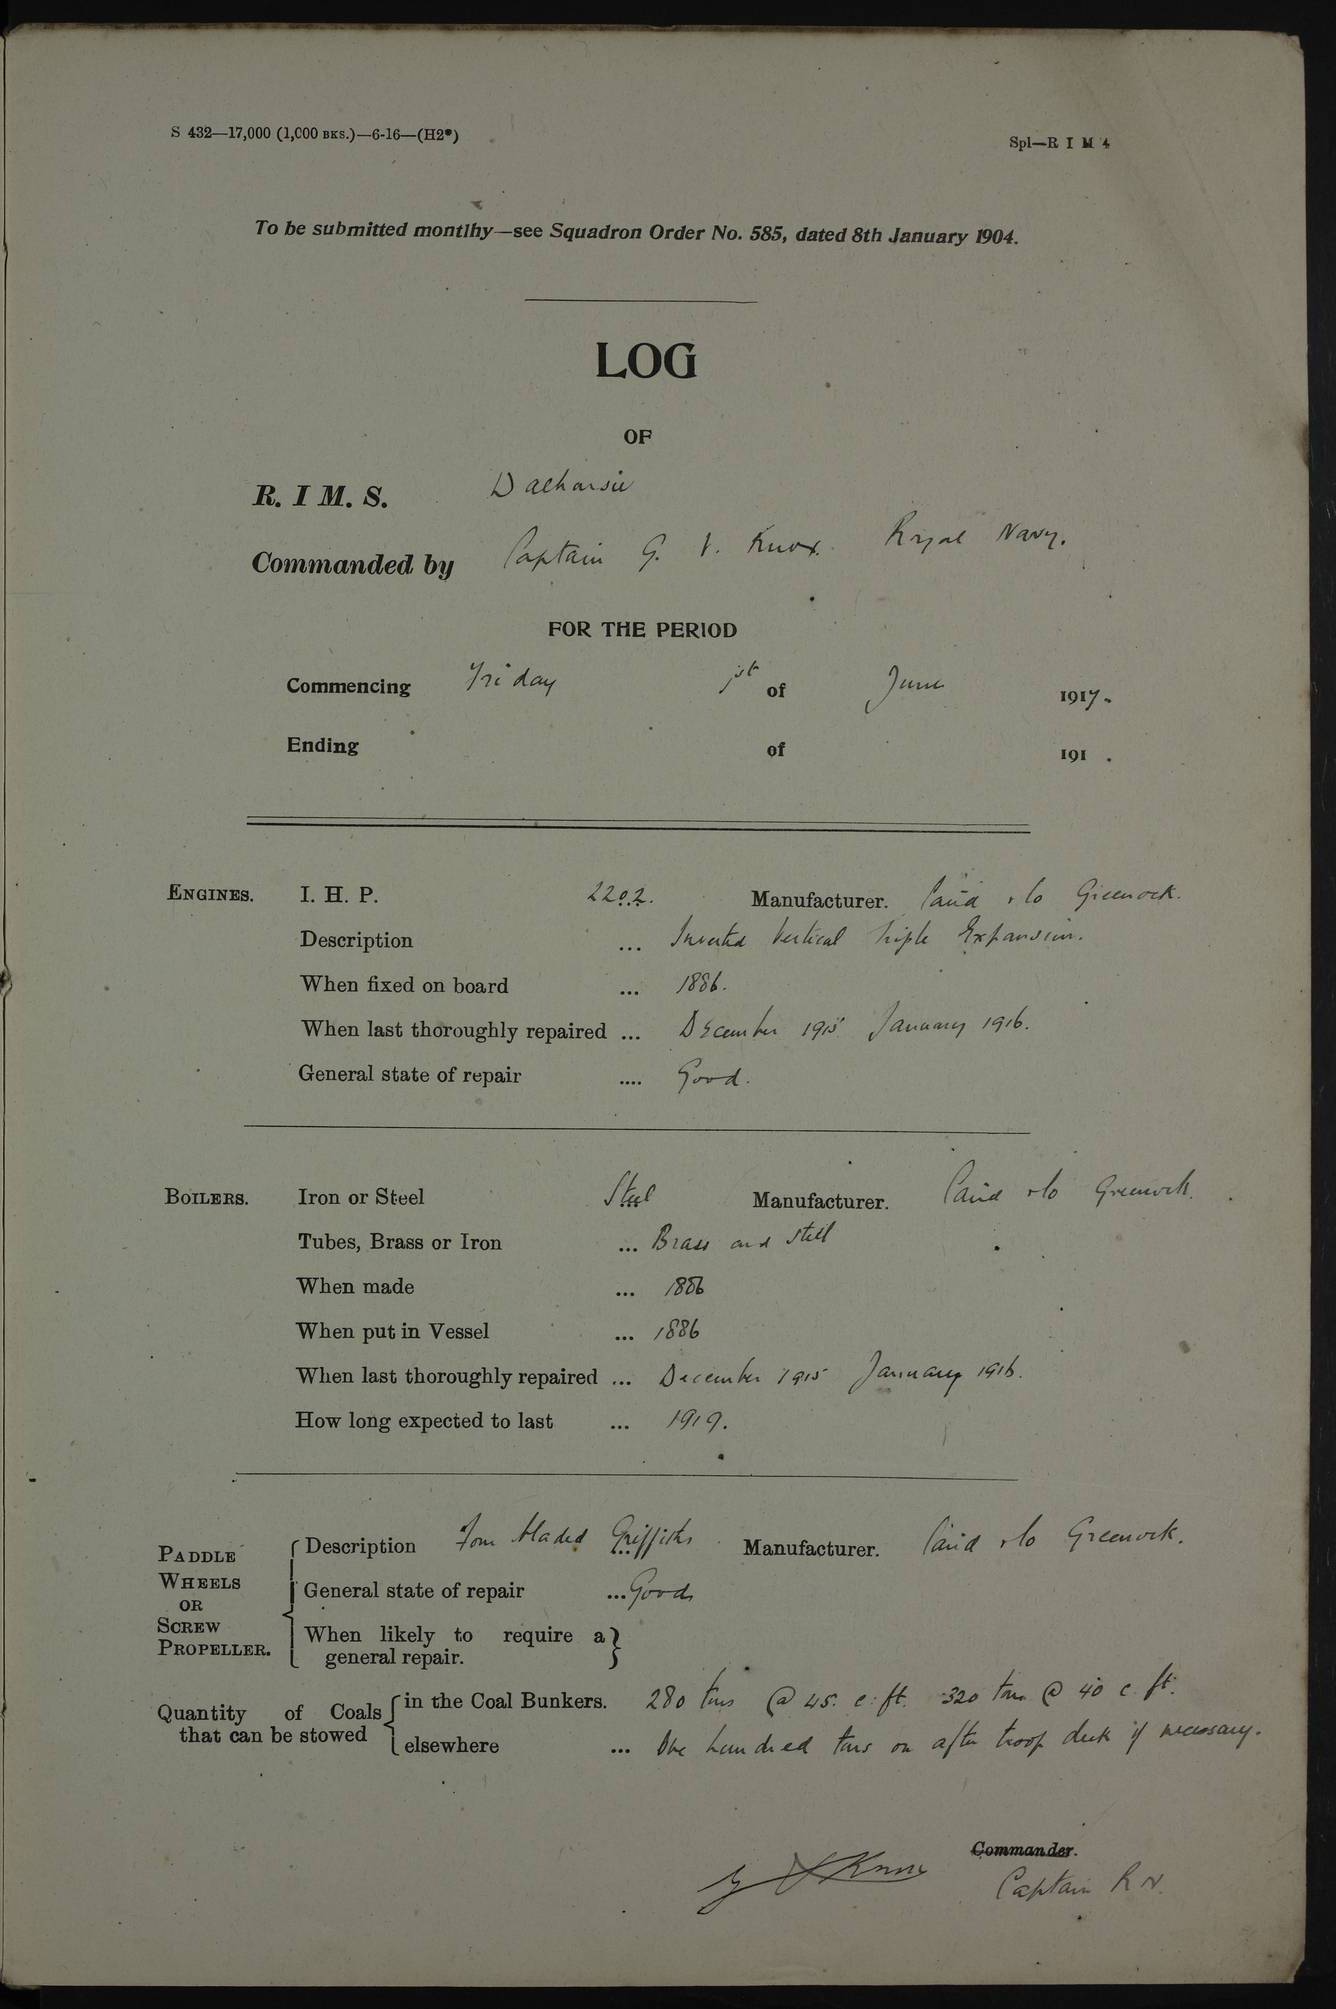 S 432—17,000 (1,000 BKS.)—6-16—(H2*)
Spl—R I M 4
To be submitted montlhy—see Squadron Order No. 585, dated 8th January 1904.
LOG
OF
R. I M. S. Dalhousie
Commanded by Captain G. V. Knox. Royal Navy.
FOR THE PERIOD
Commencing Friday 1st of June 1917.
Ending of 191 .
ENGINES. I. H. P. 2202. Manufacturer. Caird & Co Greenock.
Description ... Inverted Vertical Triple Expansion.
When fixed on board ... 1886.
When last thoroughly repaired ... December 1915 January 1916.
General state of repair .... Good.
BOILERS. Iron or Steel Steel Manufacturer. Caird & Co Greenock.
Tubes, Brass or Iron ... Brass and Steel
When made ... 1886
When put in Vessel ... 1886
When last thoroughly repaired ... December 1915 January 1916.
How long expected to last ... 1919.
PADDLE WHEELS OR SCREW PROPELLER.
Description Four bladed Griffiths. Manufacturer. Caird & Co Greenock.
General state of repair ... Good
When likely to require a general repair.
Quantity of Coals that can be stowed
in the Coal Bunkers. 280 tons @ 45. c. ft. 320 tons @ 40 c. ft.
elsewhere ... One hundred tons on after troop deck if necessary.
Commander.
G V Knox Captain R N.